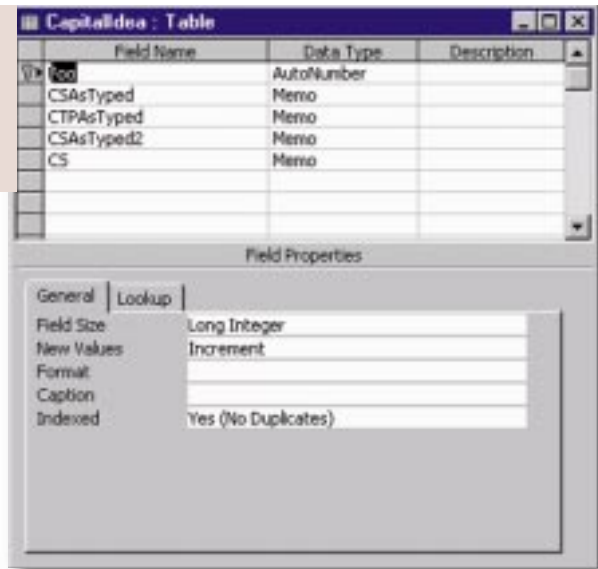 CapitalIdea : Table
Field Name Data Type Description
Foo AutoNumber
CSAsTyped Memo
CTPAsTyped Memo
CSAsTyped2 Memo
CS Memo
Field Properties
General Lookup
Field Size Long Integer
New Values Increment
Format
Caption
Indexed Yes (No Duplicates)